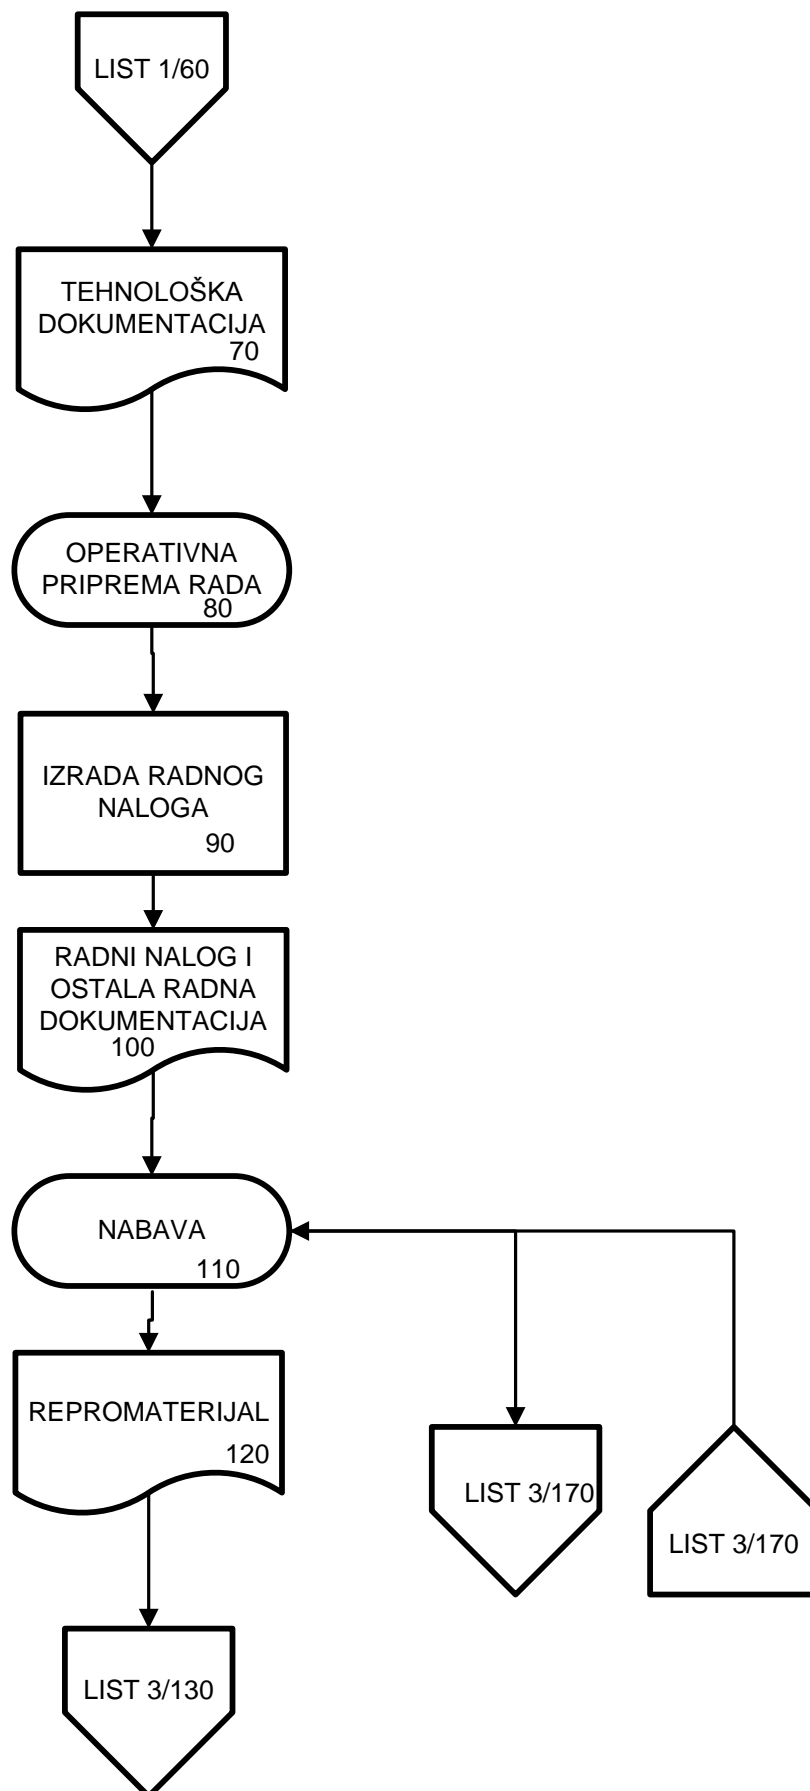 LIST 1/60
TEHNOLOŠKA
DOKUMENTACIJA
70
OPERATIVNA
PRIPREMA RADA
80
IZRADA RADNOG
NALOGA
90
RADNI NALOG I
OSTALA RADNA
DOKUMENTACIJA
100
NABAVA
110
REPROMATERIJAL
120
LIST 3/170
LIST 3/170
LIST 3/130